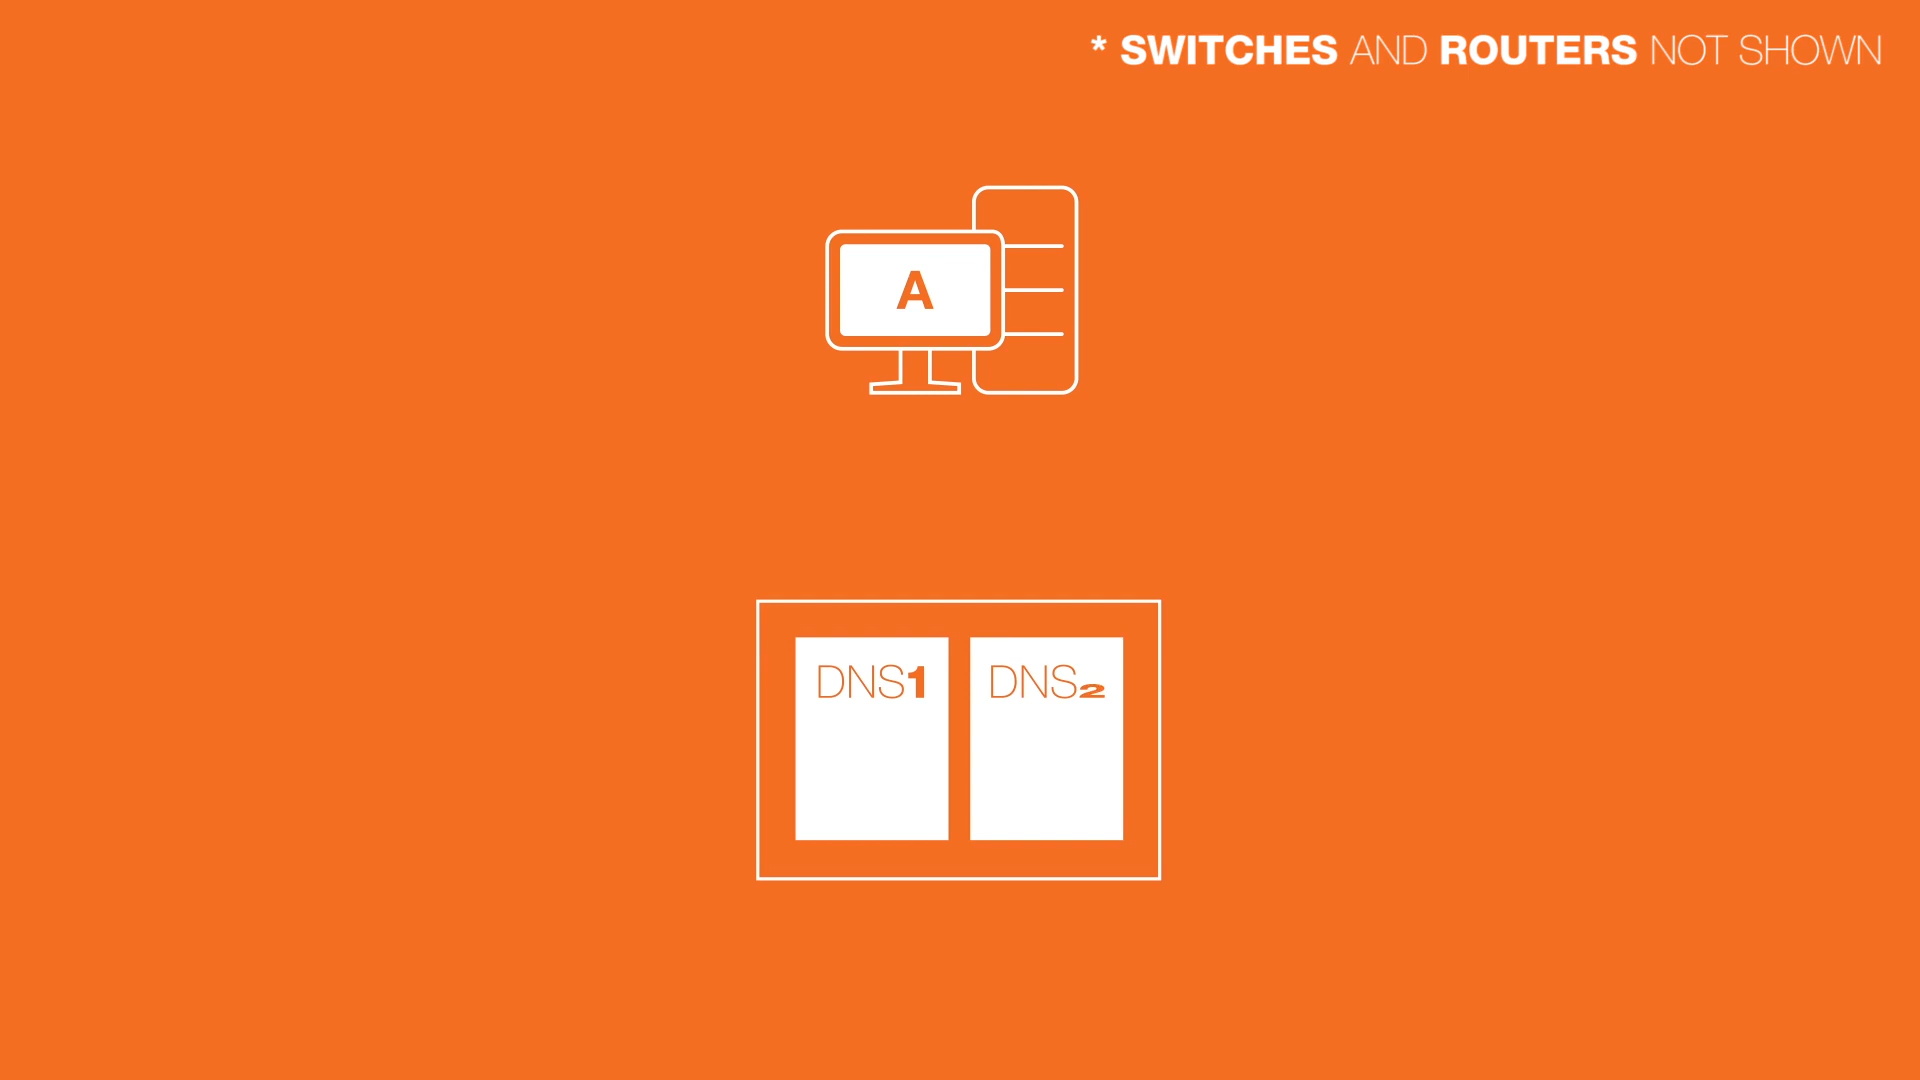 * SWITCHES AND ROUTERS NOT SHOWN
A
DNS1
DNS2